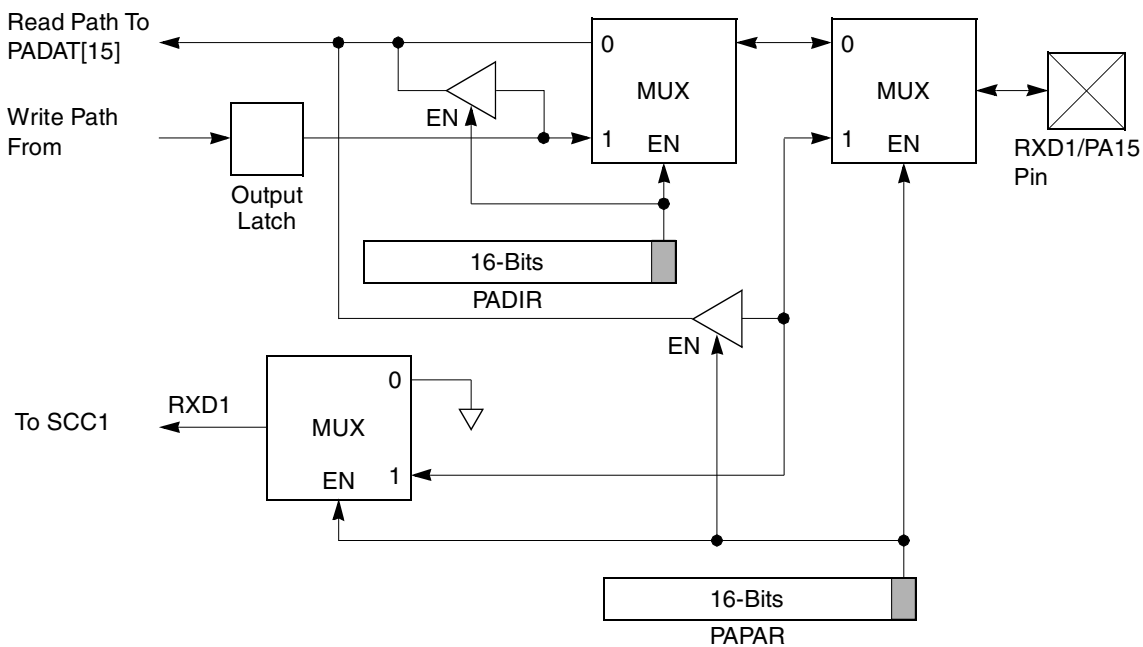 Read Path To
PADAT[15]
0
MUX
EN
1
0
MUX
EN
1
RXD1/PA15
Pin
Write Path
From
EN
Output
Latch
16-Bits
PADIR
EN
To SCC1
RXD1
0
MUX
EN
1
16-Bits
PAPAR